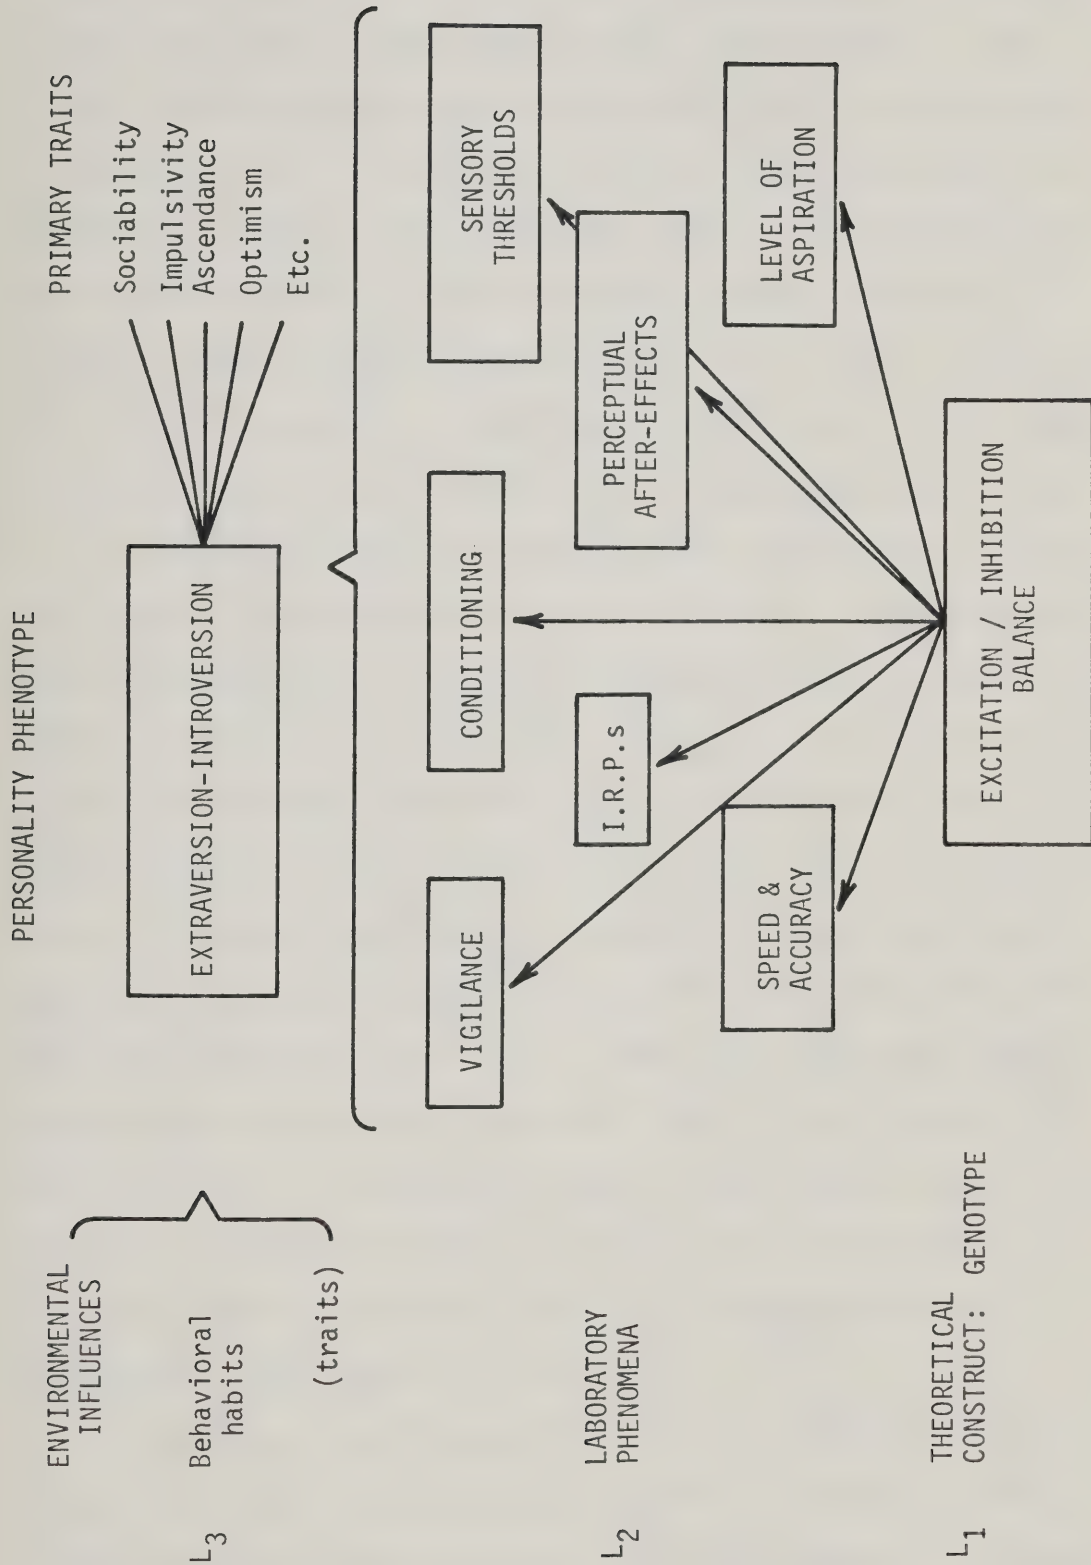 PERSONALITY PHENOTYPE
ENVIRONMENTAL
INFLUENCES
PRIMARY TRAITS
L3
Behavioral
habits
(traits)
EXTRAVERSION-INTROVERSION
Sociability
Impulsivity
Ascendance
Optimism
Etc.
L2
LABORATORY
PHENOMENA
VIGILANCE
CONDITIONING
SENSORY
THRESHOLDS
I.R.P.s
PERCEPTUAL
AFTER-EFFECTS
SPEED &
ACCURACY
LEVEL OF
ASPIRATION
L1
THEORETICAL
CONSTRUCT: GENOTYPE
EXCITATION / INHIBITION
BALANCE